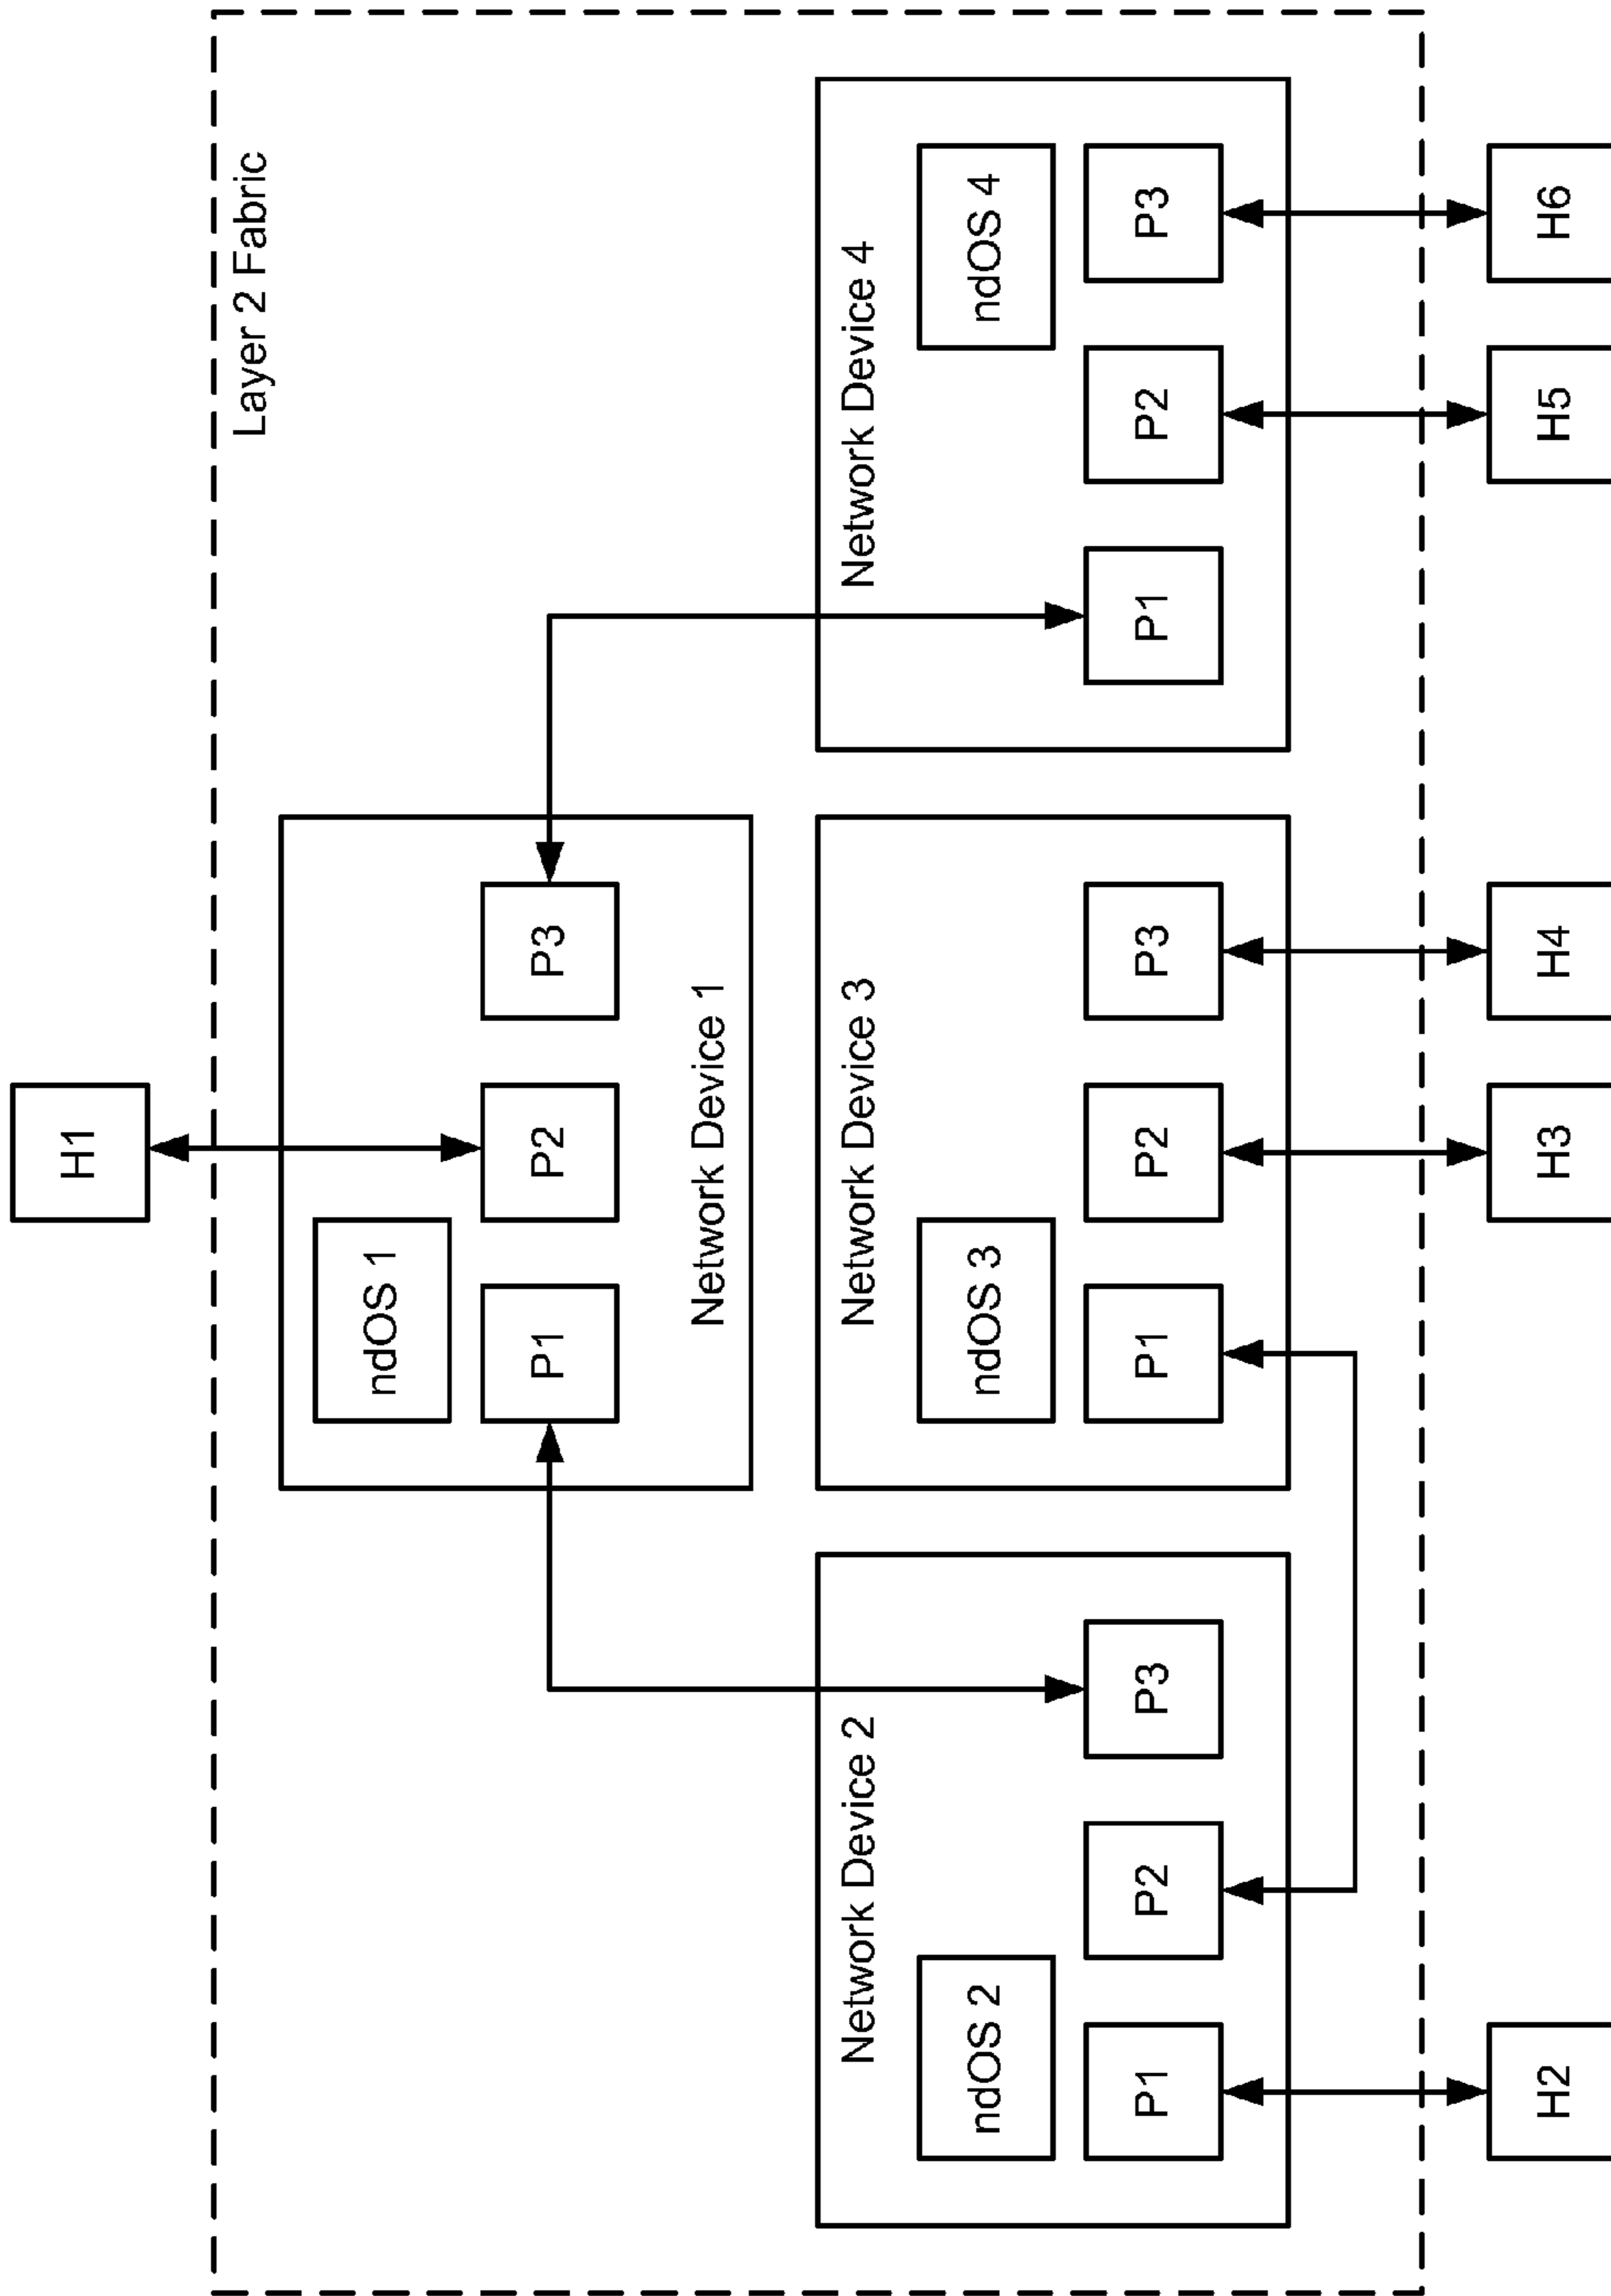 H1
Layer 2 Fabric
ndOS 1
P1
P2
P3
Network Device 1
Network Device 2
ndOS 2
P1
P2
P3
Network Device 3
ndOS 3
P1
P2
P3
Network Device 4
ndOS 4
P1
P2
P3
H2
H3
H4
H5
H6